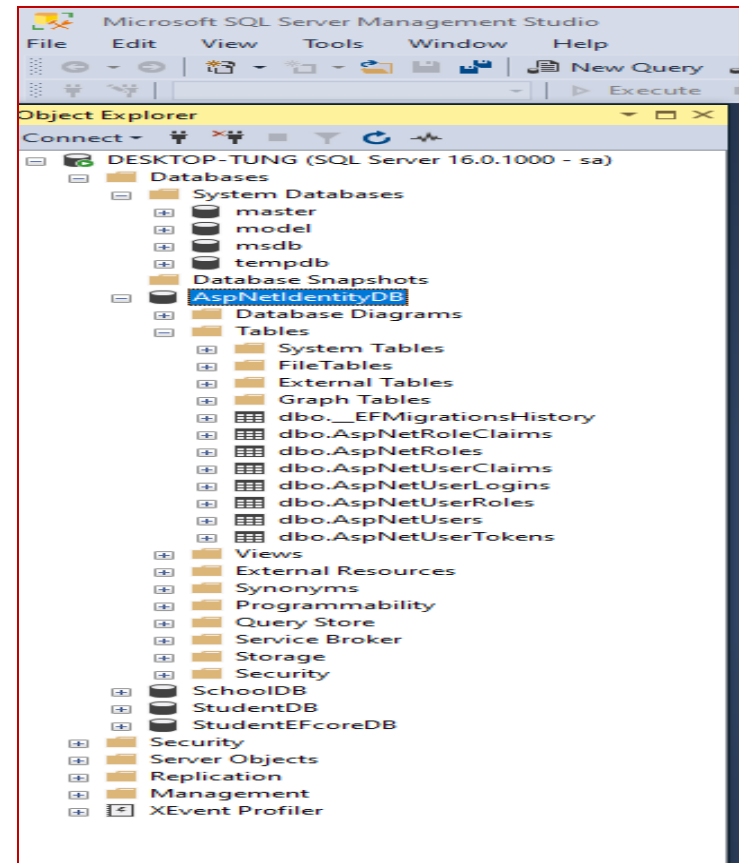 Microsoft SQL Server Management Studio
File Edit View Tools Window Help
New Query
Execute
Object Explorer
Connect
DESKTOP-TUNG (SQL Server 16.0.1000 - sa)
Databases
System Databases
master
model
msdb
tempdb
Database Snapshots
AspNetIdentityDB
Database Diagrams
Tables
System Tables
FileTables
External Tables
Graph Tables
dbo.__EFMigrationsHistory
dbo.AspNetRoleClaims
dbo.AspNetRoles
dbo.AspNetUserClaims
dbo.AspNetUserLogins
dbo.AspNetUserRoles
dbo.AspNetUsers
dbo.AspNetUserTokens
Views
External Resources
Synonyms
Programmability
Query Store
Service Broker
Storage
Security
SchoolDB
StudentDB
StudentEFcoreDB
Security
Server Objects
Replication
Management
XEvent Profiler